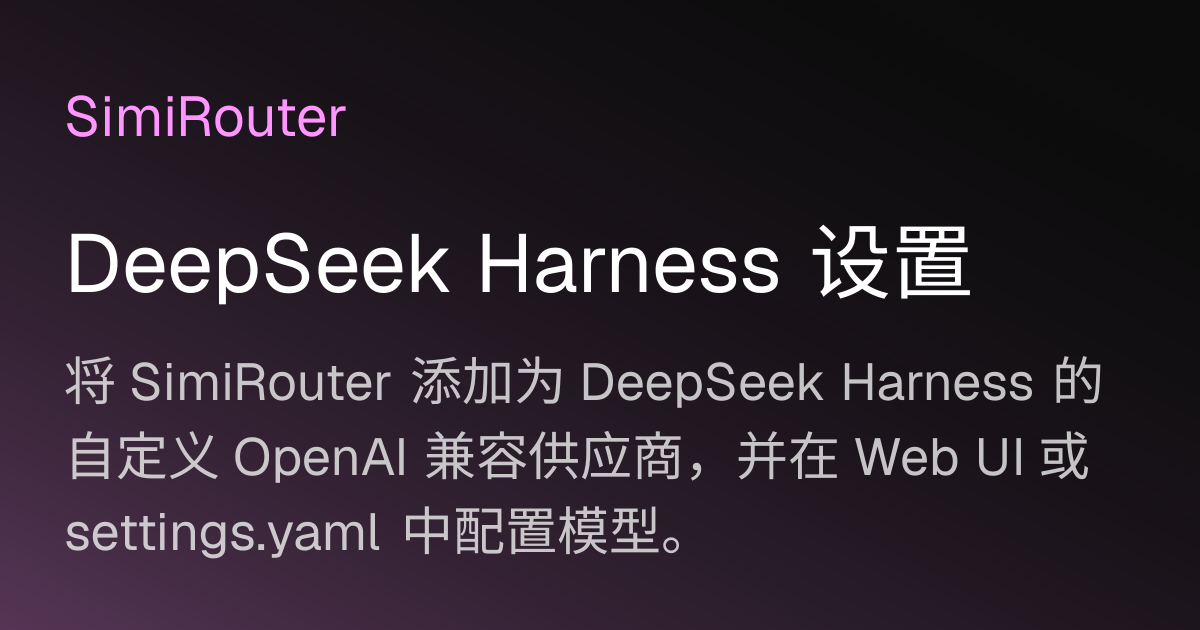 SimiRouter
DeepSeek Harness 设置
将 SimiRouter 添加为 DeepSeek Harness 的
自定义 OpenAI 兼容供应商，并在 Web UI 或
settings.yaml 中配置模型。